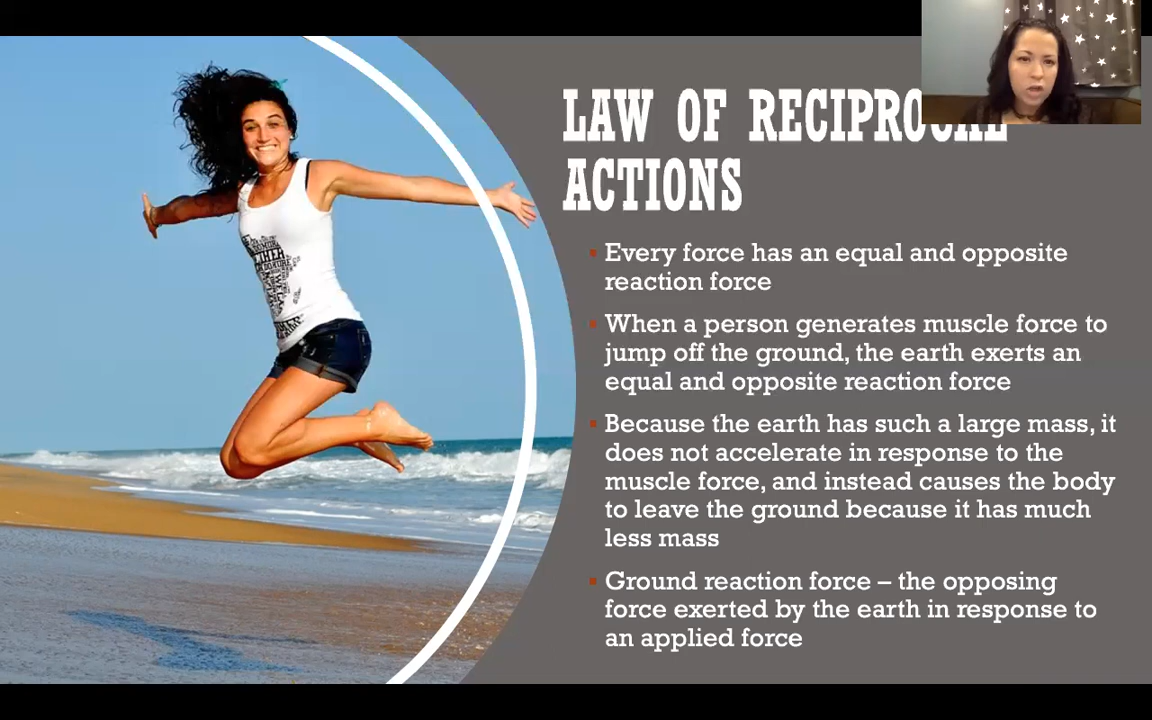 LAW OF RECIPROCAL
ACTIONS
Every force has an equal and opposite
reaction force
When a person generates muscle force to
jump off the ground, the earth exerts an
equal and opposite reaction force
Because the earth has such a large mass, it
does not accelerate in response to the
muscle force, and instead causes the body
to leave the ground because it has much
less mass
Ground reaction force – the opposing
force exerted by the earth in response to
an applied force